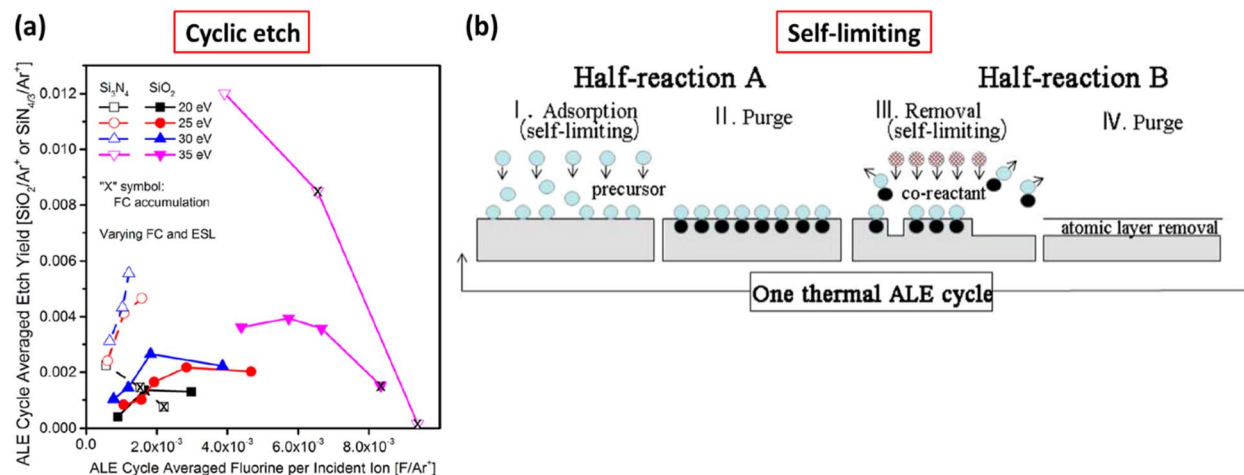 (a)
Cyclic etch
ALE Cycle Averaged Etch Yield [SiO₂/Ar⁺ or SiN₄/₃/Ar⁺]
0.012
0.010
0.008
0.006
0.004
0.002
0.000
Si₃N₄ SiO₂
20 eV
25 eV
30 eV
35 eV
"X" symbol:
FC accumulation
Varying FC and ESL
0.0 2.0x10⁻³ 4.0x10⁻³ 6.0x10⁻³ 8.0x10⁻³
ALE Cycle Averaged Fluorine per Incident Ion [F/Ar⁺]
(b)
Self-limiting
Half-reaction A Half-reaction B
I. Adsorption
(self-limiting)
II. Purge
III. Removal
(self-limiting)
IV. Purge
precursor
co-reactant
atomic layer removal
One thermal ALE cycle